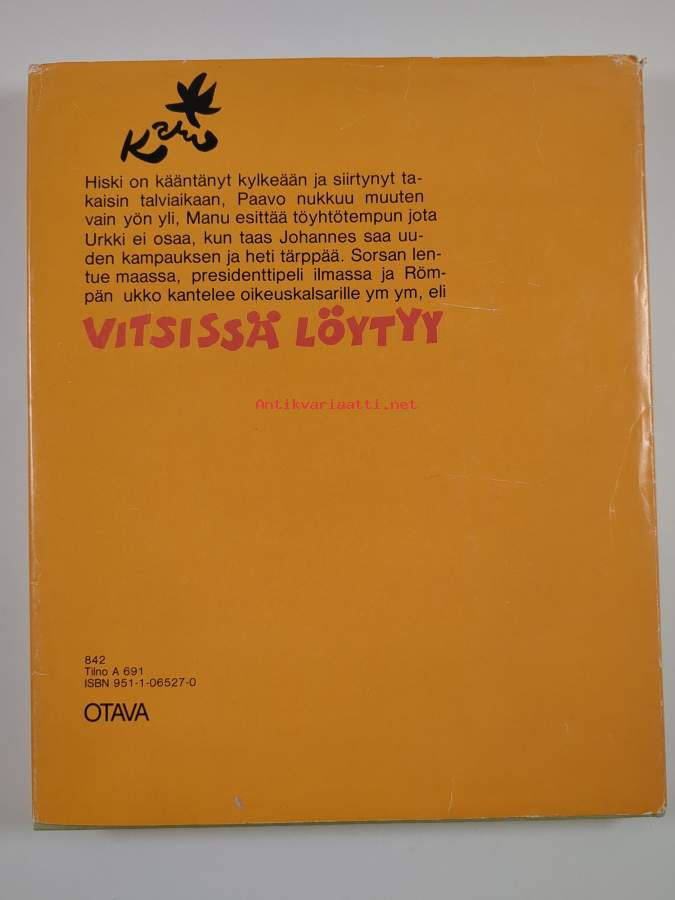 Karu
Hiski on kääntänyt kylkeään ja siirtynyt ta-
kaisin talviaikaan, Paavo nukkuu muuten
vain yön yli, Manu esittää töyhtötempun jota
Urkki ei osaa, kun taas Johannes saa uu-
den kampauksen ja heti tärppää. Sorsan len-
tue maassa, presidenttipeli ilmassa ja Röm-
pän ukko kantelee oikeuskalsarille ym ym, eli
VITSISSÄ LÖYTYY
Antikvariaatti.net
842
Tilno A 691
ISBN 951-1-06527-0
OTAVA